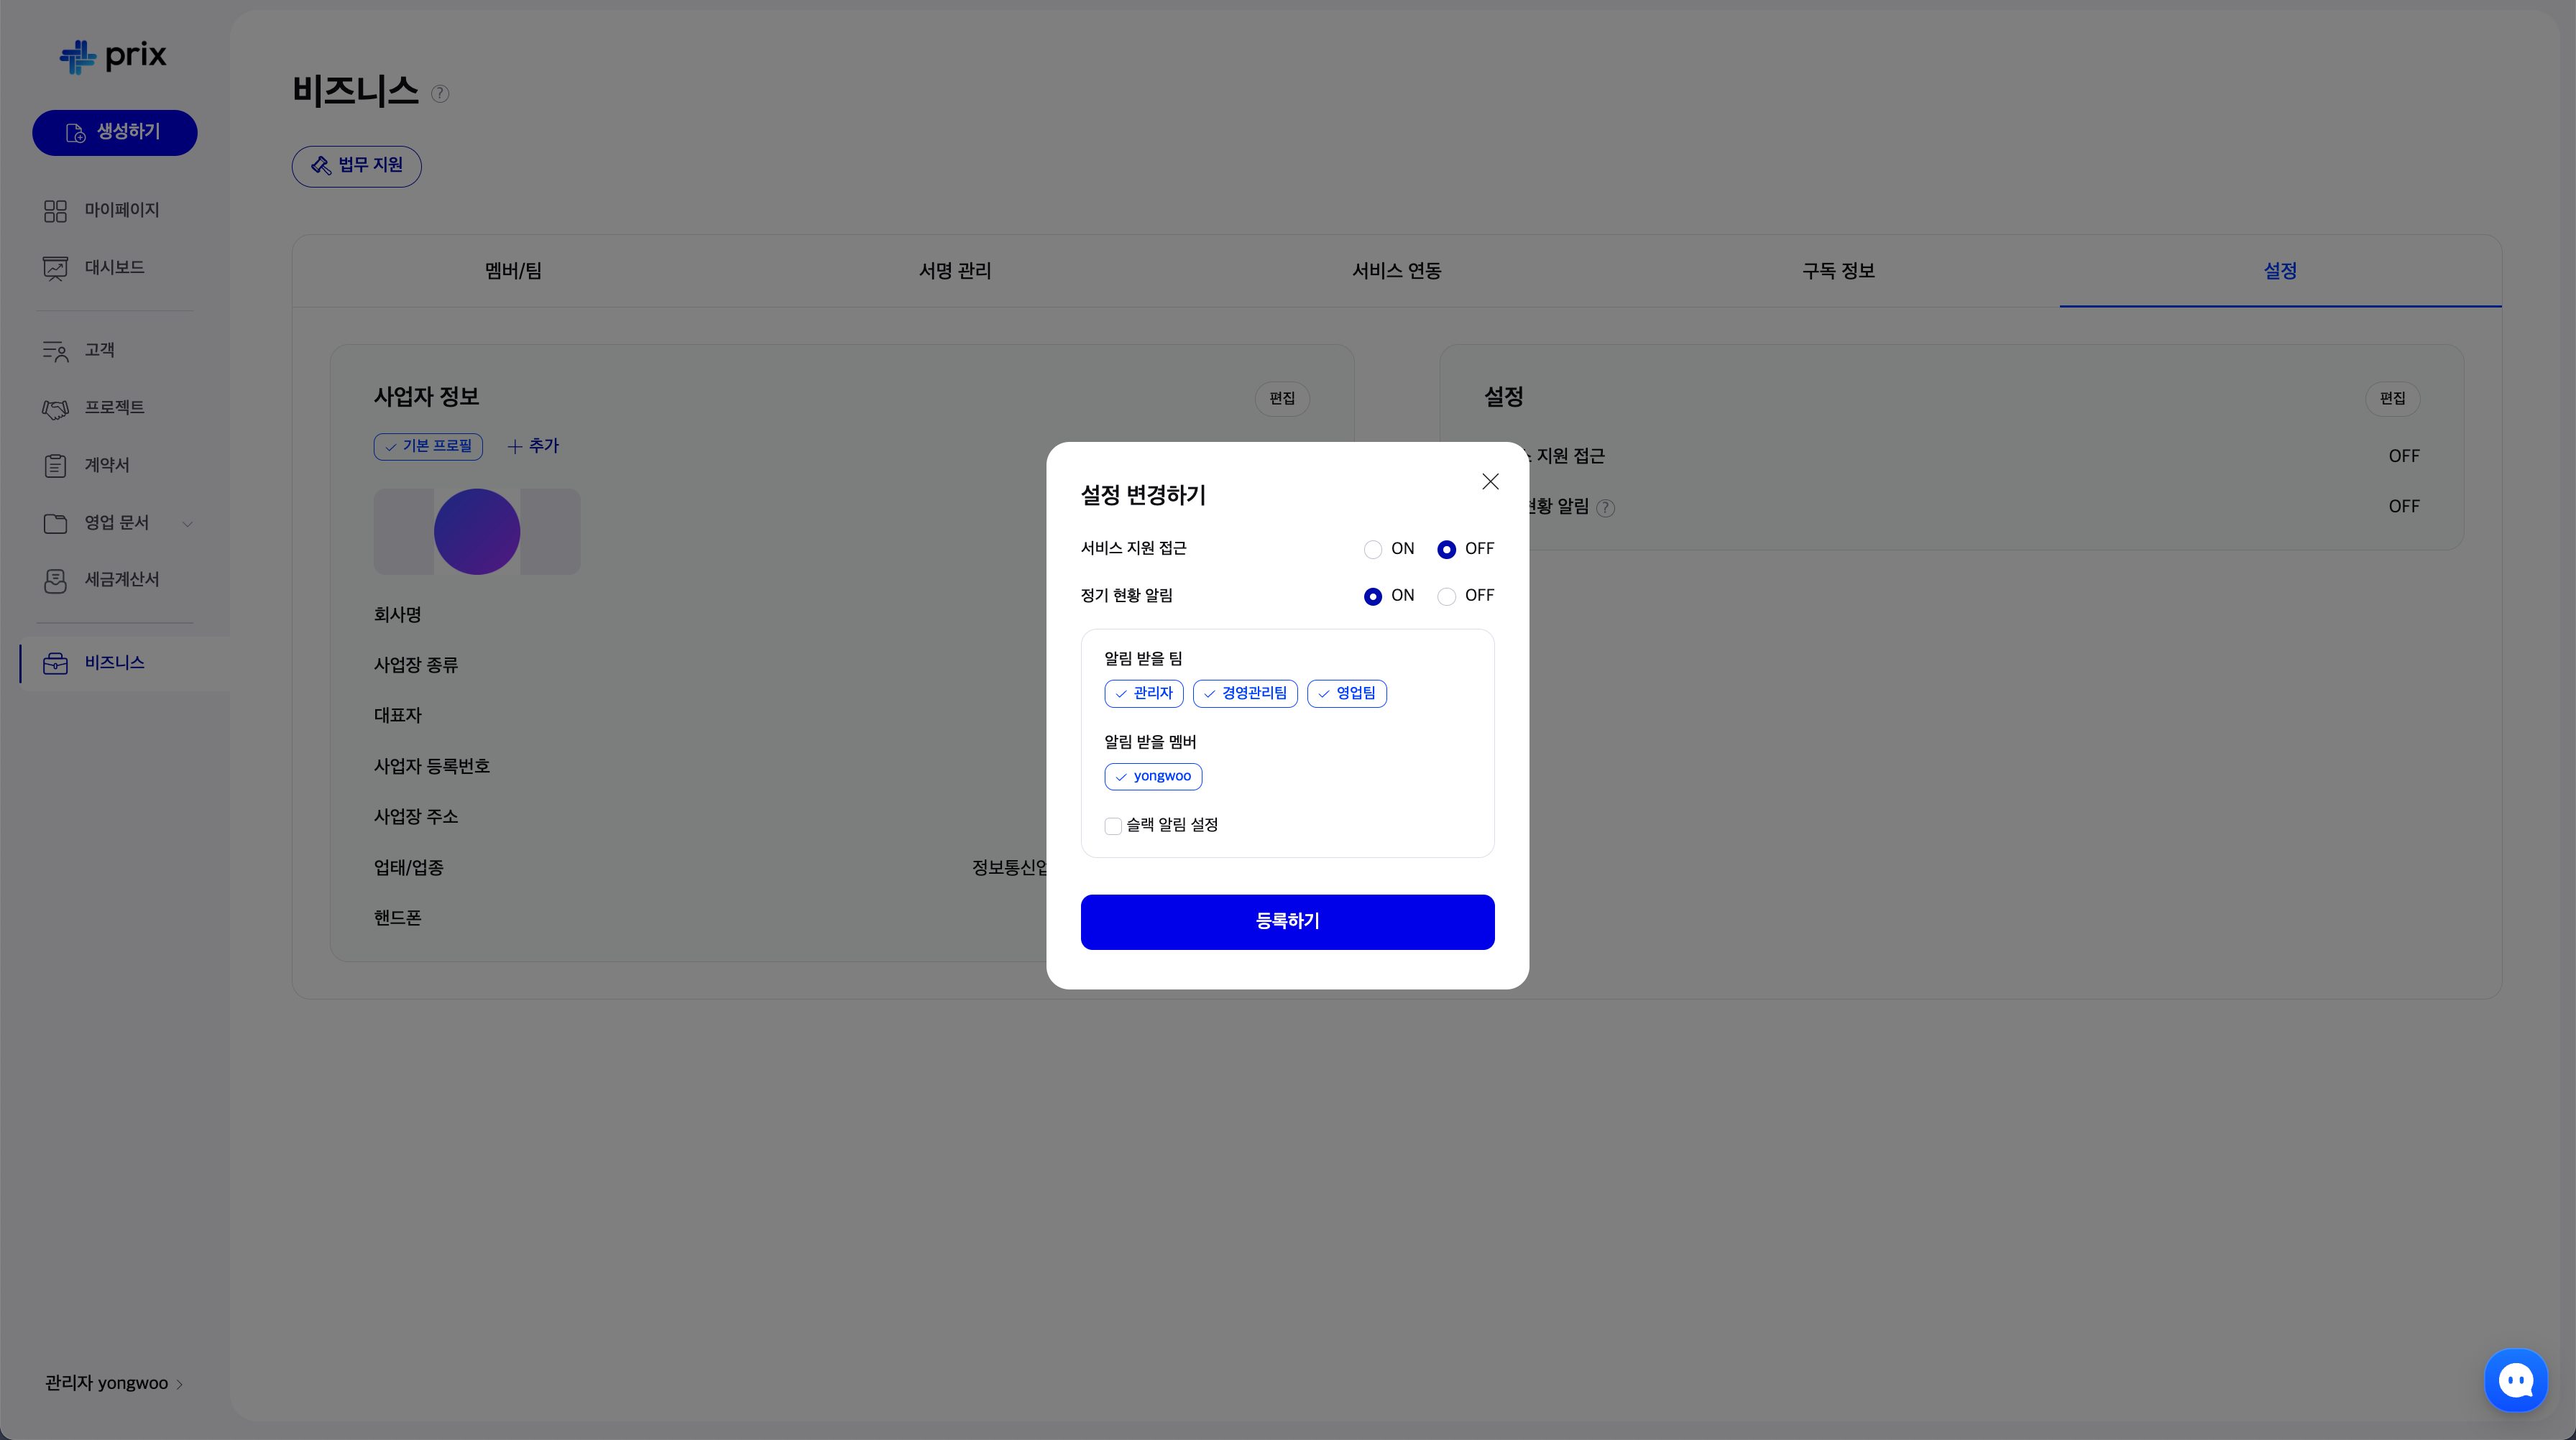 prix
생성하기
마이페이지
대시보드
고객
프로젝트
계약서
영업 문서
세금계산서
비즈니스
관리자 yongwoo
비즈니스
법무 지원
멤버/팀
서명 관리
서비스 연동
구독 정보
설정
사업자 정보
편집
기본 프로필
추가
회사명
사업장 종류
대표자
사업자 등록번호
사업장 주소
업태/업종
정보통신업
핸드폰
설정
편집
지원 접근
OFF
현황 알림
OFF
설정 변경하기
서비스 지원 접근
ON
OFF
정기 현황 알림
ON
OFF
알림 받을 팀
관리자
경영관리팀
영업팀
알림 받을 멤버
yongwoo
슬랙 알림 설정
등록하기